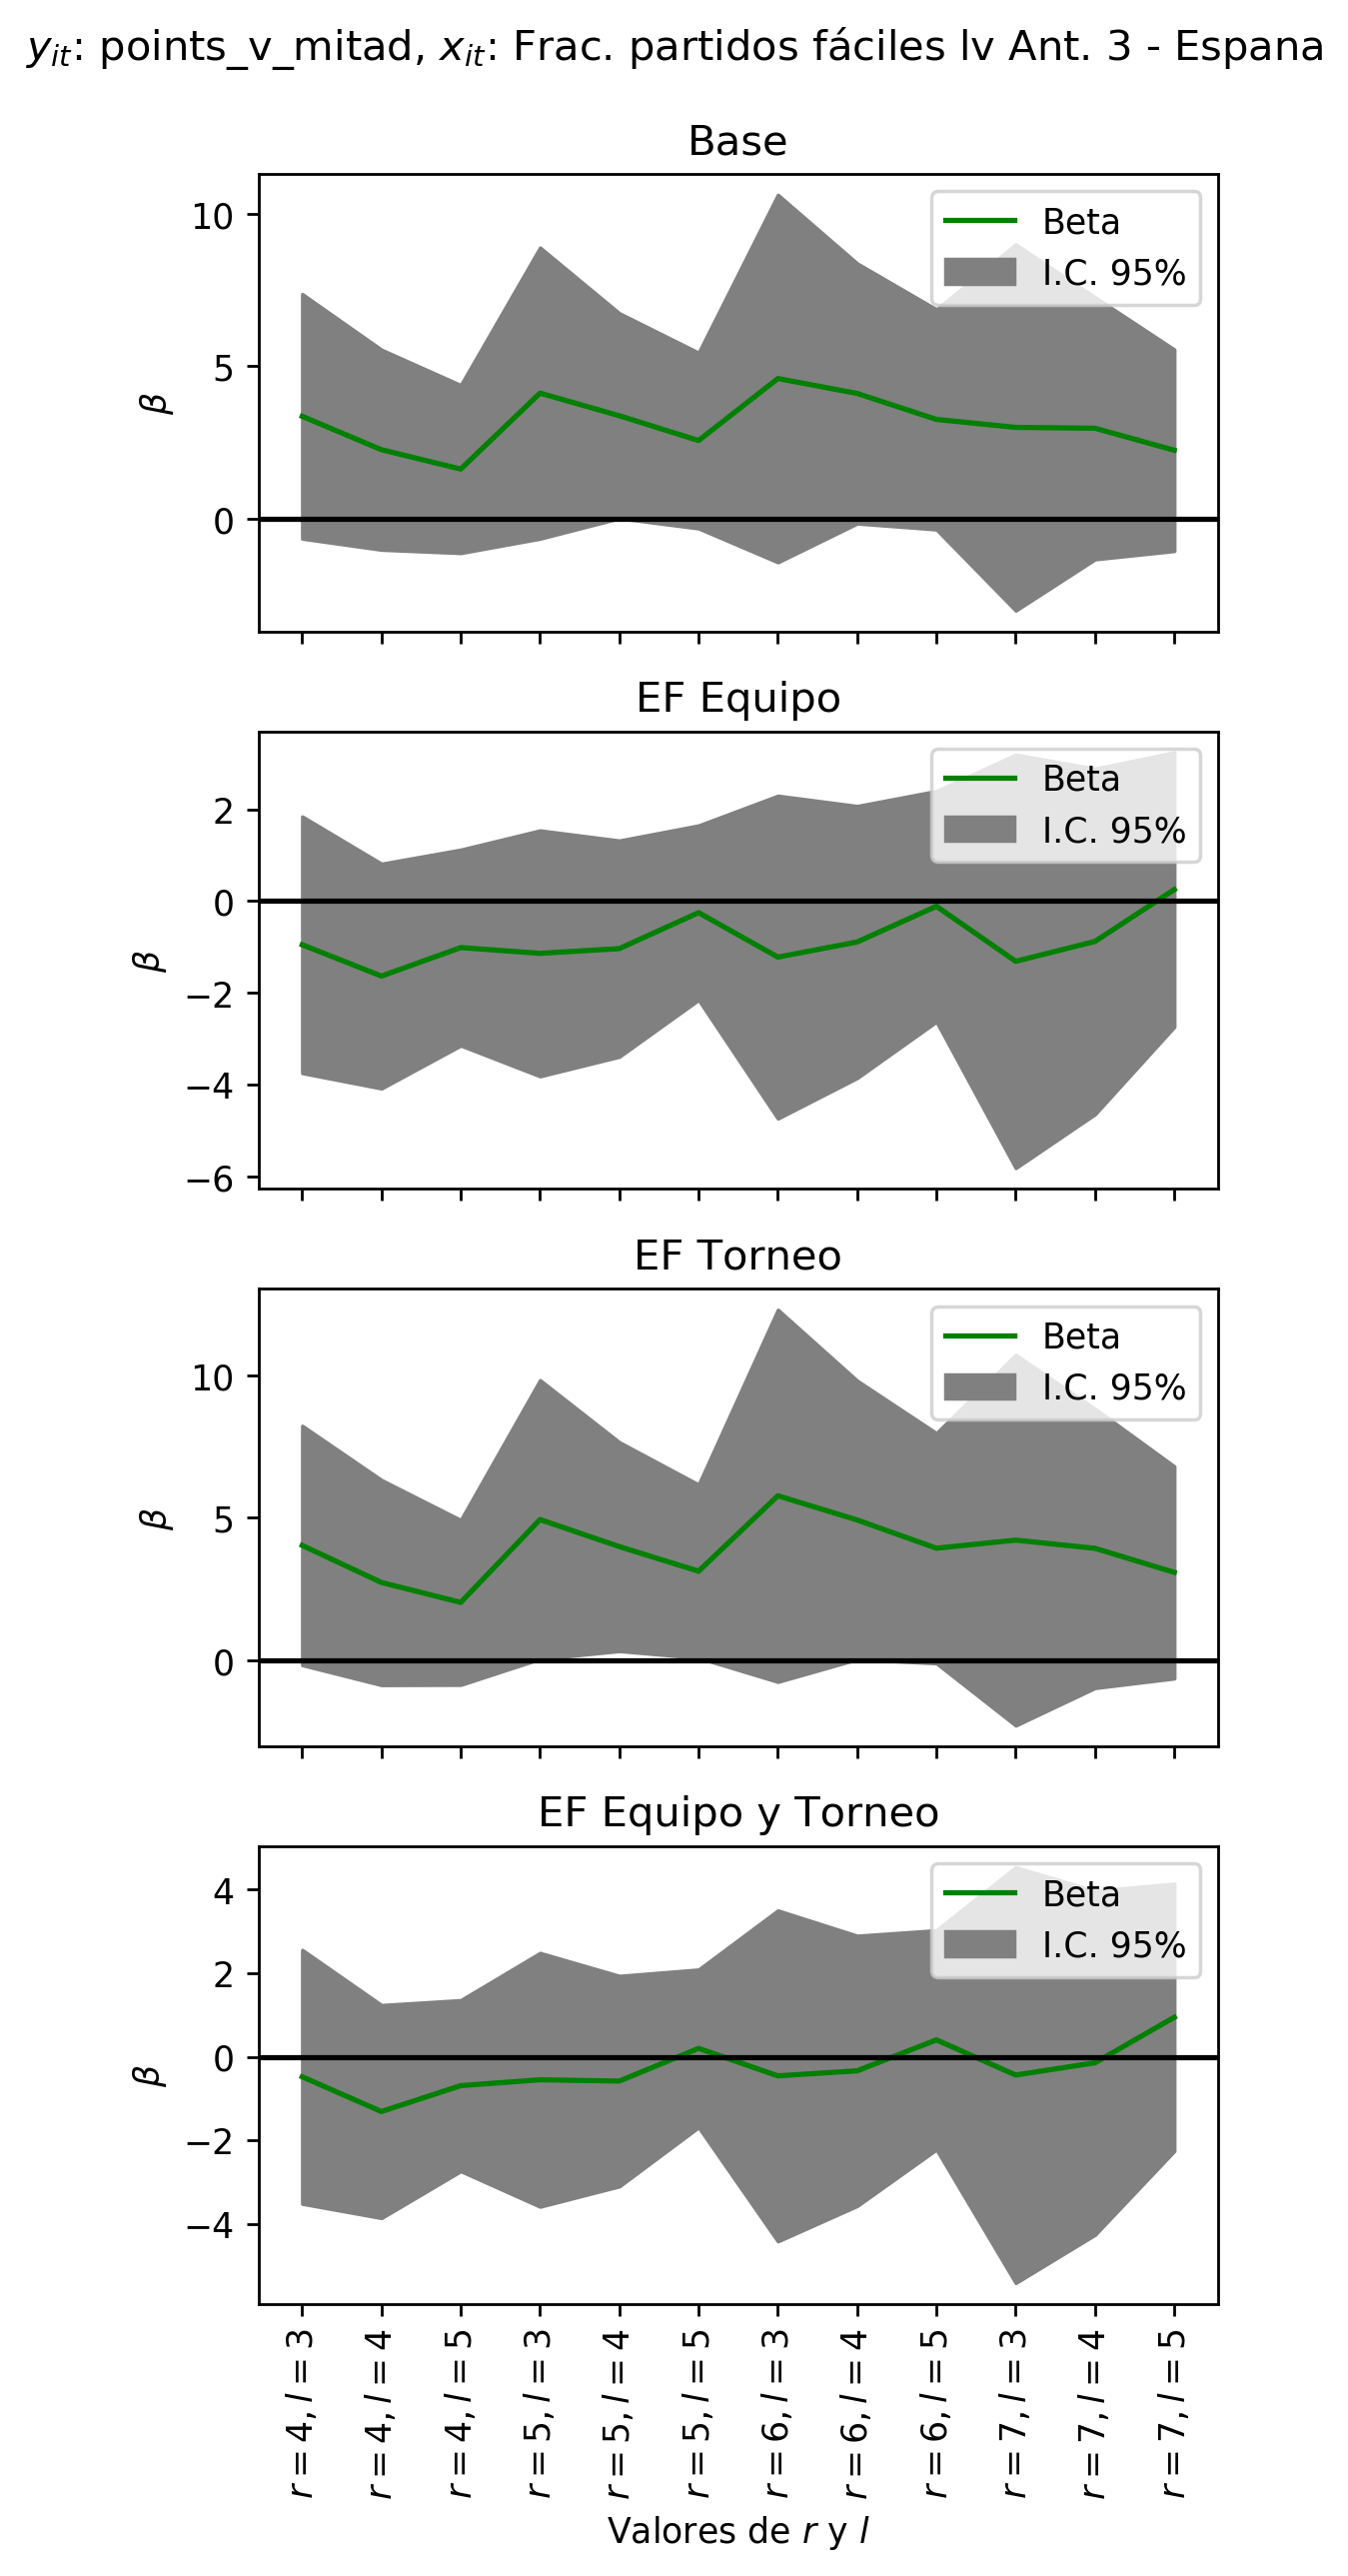 y_it: points_v_mitad, x_it: Frac. partidos fáciles lv Ant. 3 - Espana
Base
10
5
0
β
Beta
I.C. 95%
EF Equipo
2
0
−2
−4
−6
β
Beta
I.C. 95%
EF Torneo
10
5
0
β
Beta
I.C. 95%
EF Equipo y Torneo
4
2
0
−2
−4
β
Beta
I.C. 95%
r = 4, l = 3
r = 4, l = 4
r = 4, l = 5
r = 5, l = 3
r = 5, l = 4
r = 5, l = 5
r = 6, l = 3
r = 6, l = 4
r = 6, l = 5
r = 7, l = 3
r = 7, l = 4
r = 7, l = 5
Valores de r y l